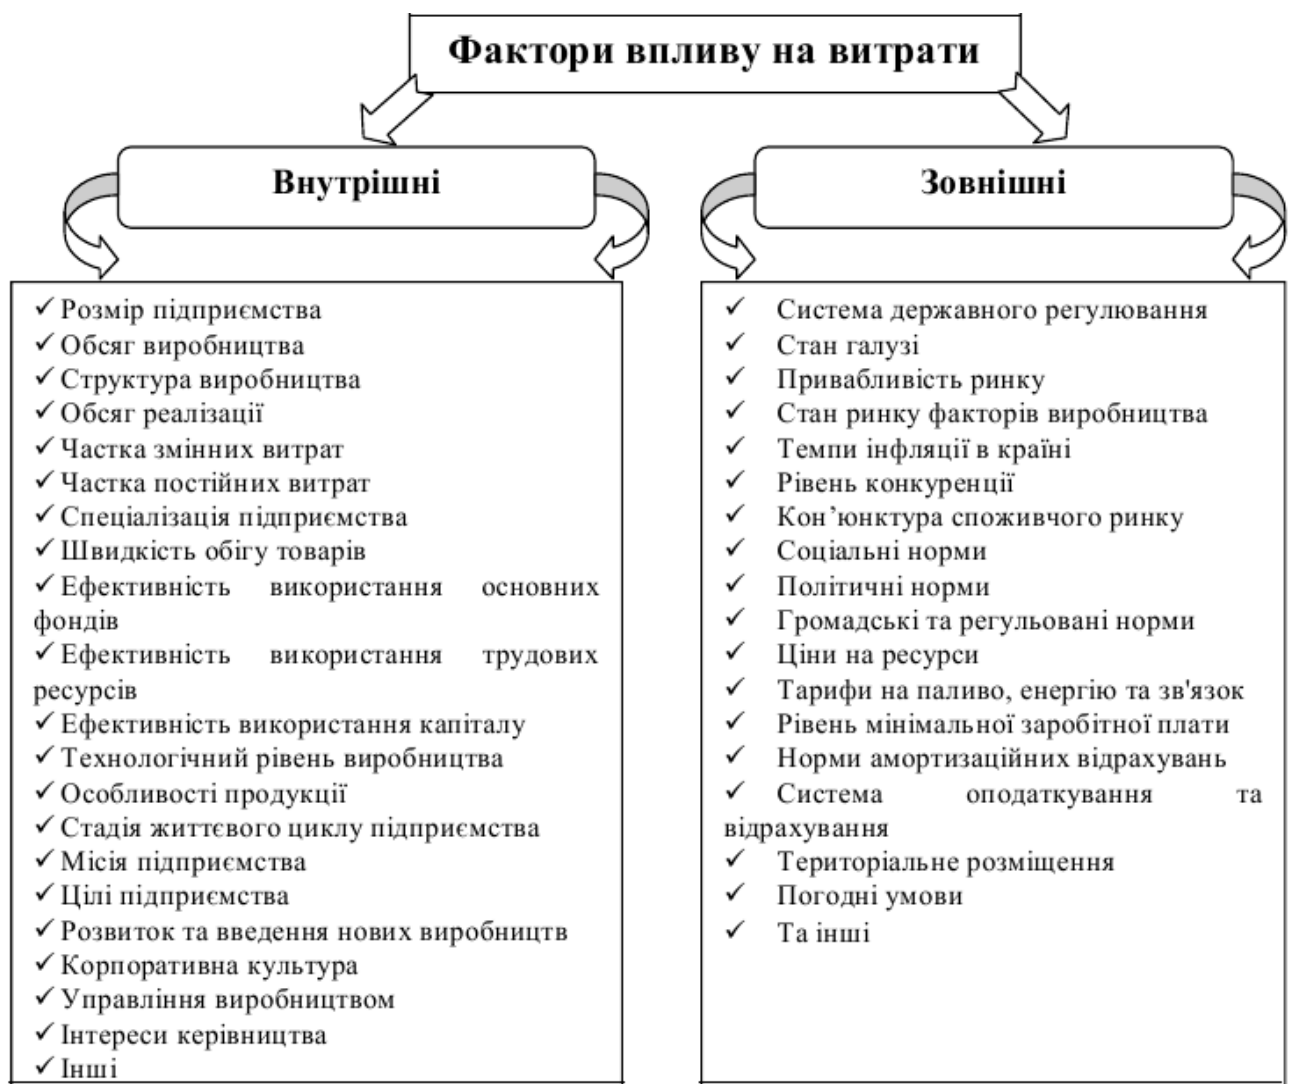 Фактори впливу на витрати
Внутрішні
✓ Розмір підприємства
✓ Обсяг виробництва
✓ Структура виробництва
✓ Обсяг реалізації
✓ Частка змінних витрат
✓ Частка постійних витрат
✓ Спеціалізація підприємства
✓ Швидкість обігу товарів
✓ Ефективність використання основних
фондів
✓ Ефективність використання трудових
ресурсів
✓ Ефективність використання капіталу
✓ Технологічний рівень виробництва
✓ Особливості продукції
✓ Стадія життєвого циклу підприємства
✓ Місія підприємства
✓ Цілі підприємства
✓ Розвиток та введення нових виробництв
✓ Корпоративна культура
✓ Управління виробництвом
✓ Інтереси керівництва
✓ Інші
Зовнішні
✓ Система державного регулювання
✓ Стан галузі
✓ Привабливість ринку
✓ Стан ринку факторів виробництва
✓ Темпи інфляції в країні
✓ Рівень конкуренції
✓ Кон’юнктура споживчого ринку
✓ Соціальні норми
✓ Політичні норми
✓ Громадські та регульовані норми
✓ Ціни на ресурси
✓ Тарифи на паливо, енергію та зв'язок
✓ Рівень мінімальної заробітної плати
✓ Норми амортизаційних відрахувань
✓ Система оподаткування та
відрахування
✓ Територіальне розміщення
✓ Погодні умови
✓ Та інші